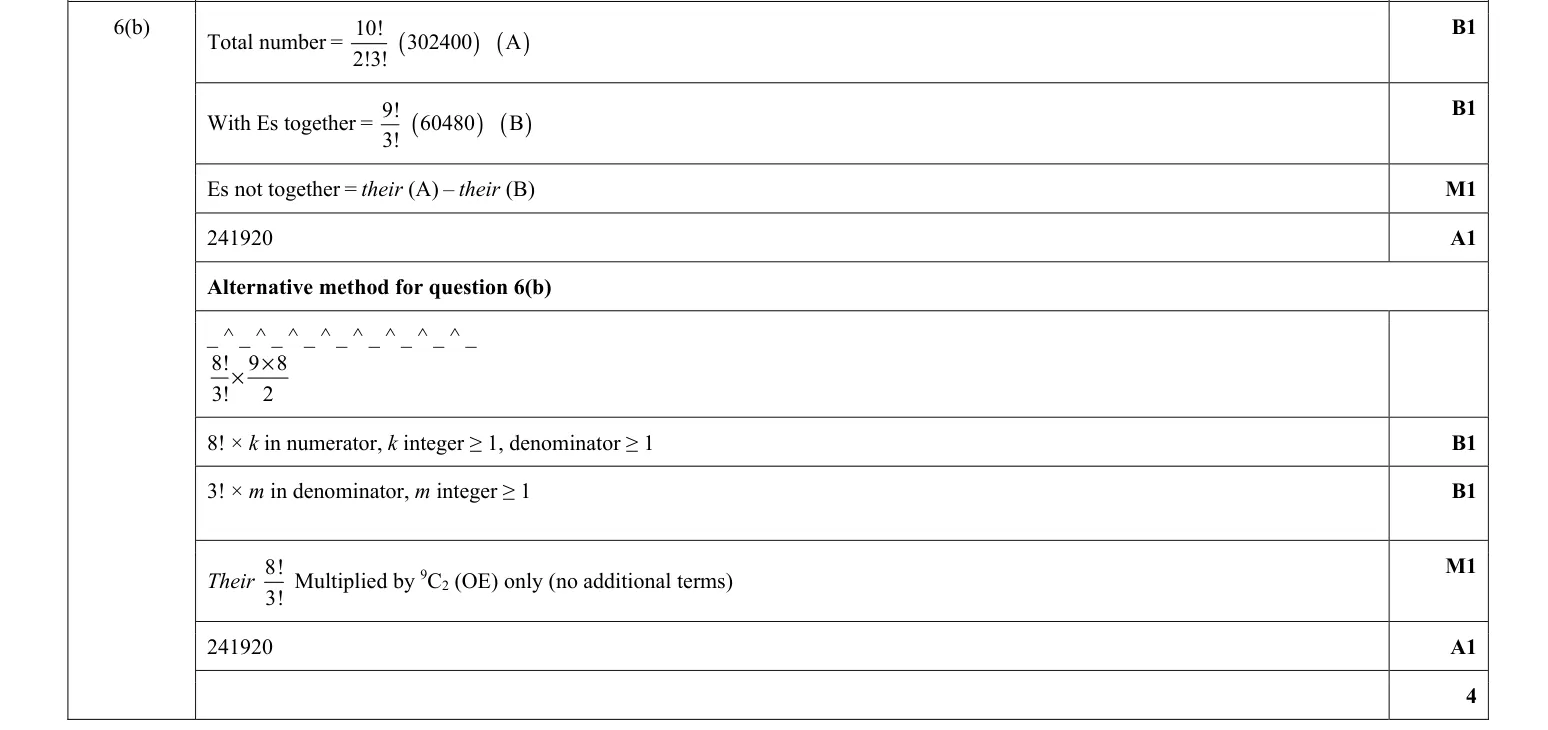 6(b)
Total number = 10!/2!3! (302400) (A)
B1
With Es together = 9!/3! (60480) (B)
B1
Es not together = their (A) – their (B)
M1
241920
A1
Alternative method for question 6(b)
_ ^ _ ^ _ ^ _ ^ _ ^ _ ^ _ ^ _ ^ _
8!/3! × 9×8/2
8! × k in numerator, k integer ≥ 1, denominator ≥ 1
B1
3! × m in denominator, m integer ≥ 1
B1
Their 8!/3! Multiplied by ⁹C₂ (OE) only (no additional terms)
M1
241920
A1
4